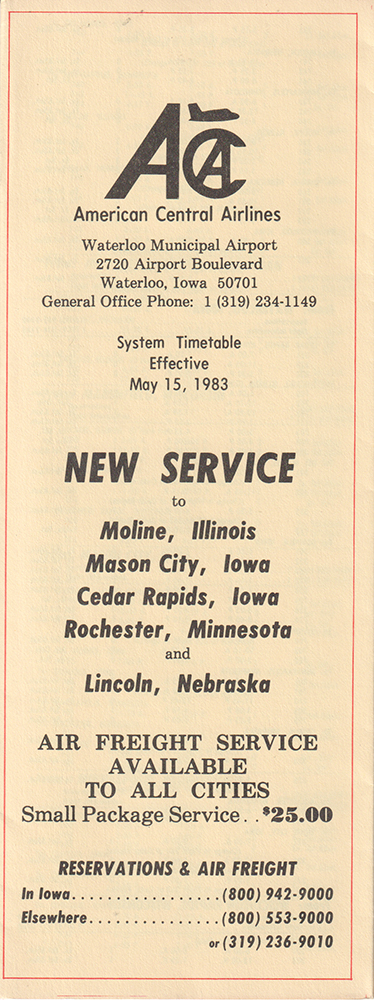 ACA
American Central Airlines
Waterloo Municipal Airport
2720 Airport Boulevard
Waterloo, Iowa 50701
General Office Phone: 1 (319) 234-1149
System Timetable
Effective
May 15, 1983
NEW SERVICE
to
Moline, Illinois
Mason City, Iowa
Cedar Rapids, Iowa
Rochester, Minnesota
and
Lincoln, Nebraska
AIR FREIGHT SERVICE
AVAILABLE
TO ALL CITIES
Small Package Service . . $25.00
RESERVATIONS & AIR FREIGHT
In Iowa. . . . . . . . . . . . . . . . . (800) 942-9000
Elsewhere. . . . . . . . . . . . . . . (800) 553-9000
or (319) 236-9010